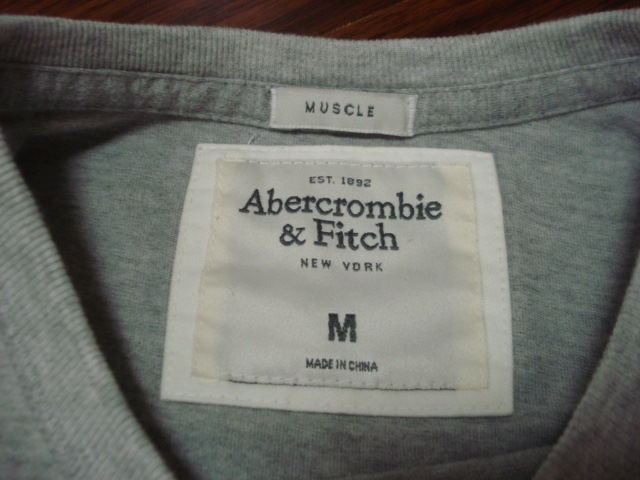 MUSCLE
EST. 1892
Abercrombie
& Fitch
NEW YORK
M
MADE IN CHINA